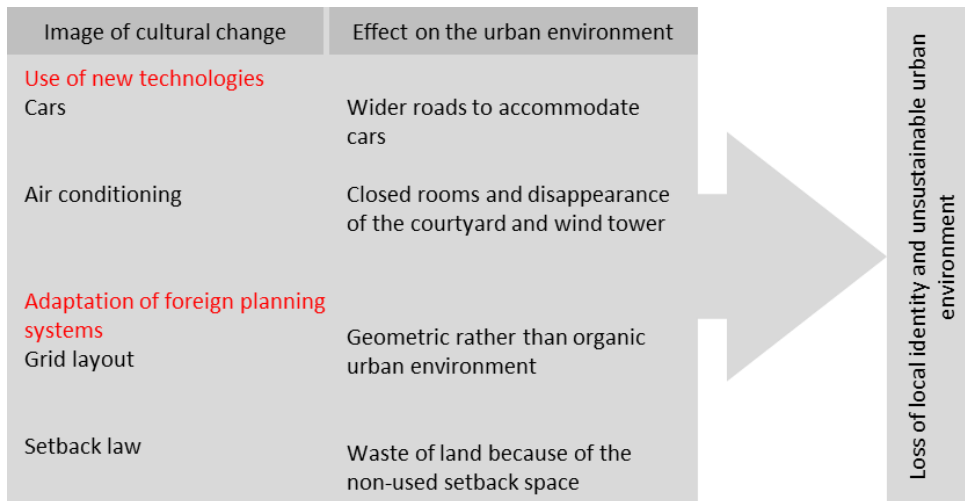 Image of cultural change
Effect on the urban environment
Use of new technologies
Cars
Wider roads to accommodate
cars
Air conditioning
Closed rooms and disappearance
of the courtyard and wind tower
Adaptation of foreign planning
systems
Grid layout
Geometric rather than organic
urban environment
Setback law
Waste of land because of the
non-used setback space
Loss of local identity and unsustainable urban
environment